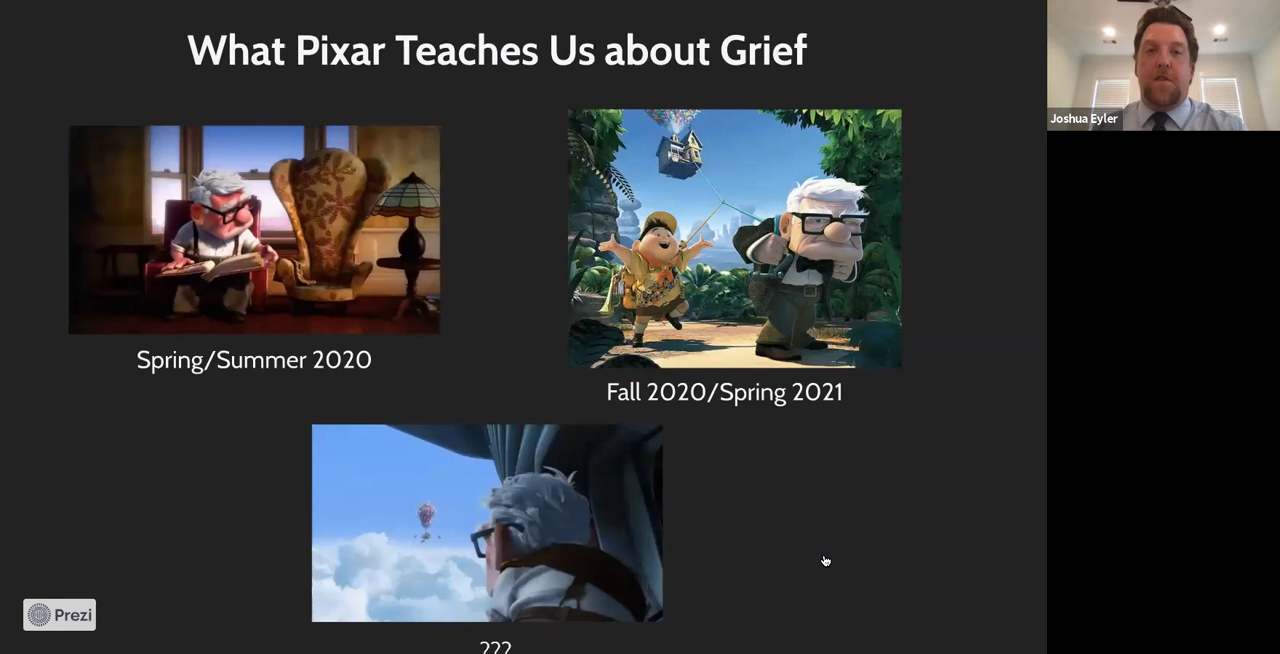 What Pixar Teaches Us about Grief
Joshua Eyler
Spring/Summer 2020
Fall 2020/Spring 2021
???
Prezi